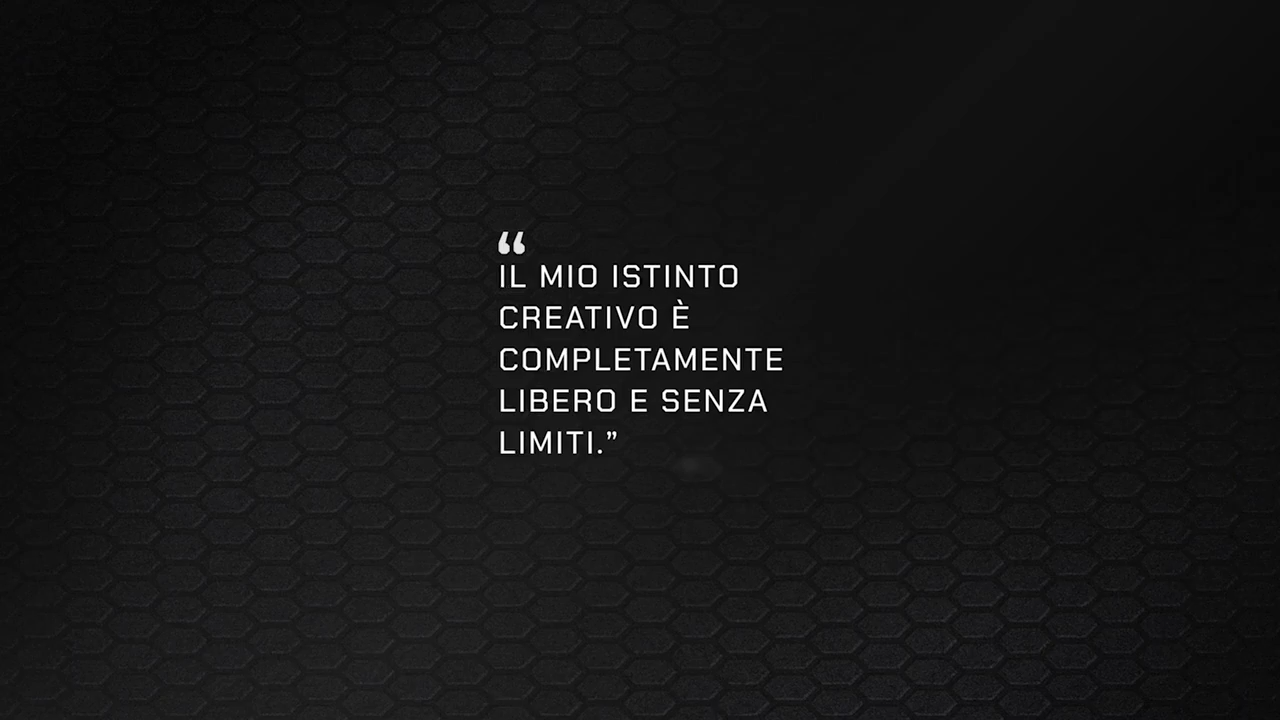 “
IL MIO ISTINTO
CREATIVO È
COMPLETAMENTE
LIBERO E SENZA
LIMITI.”